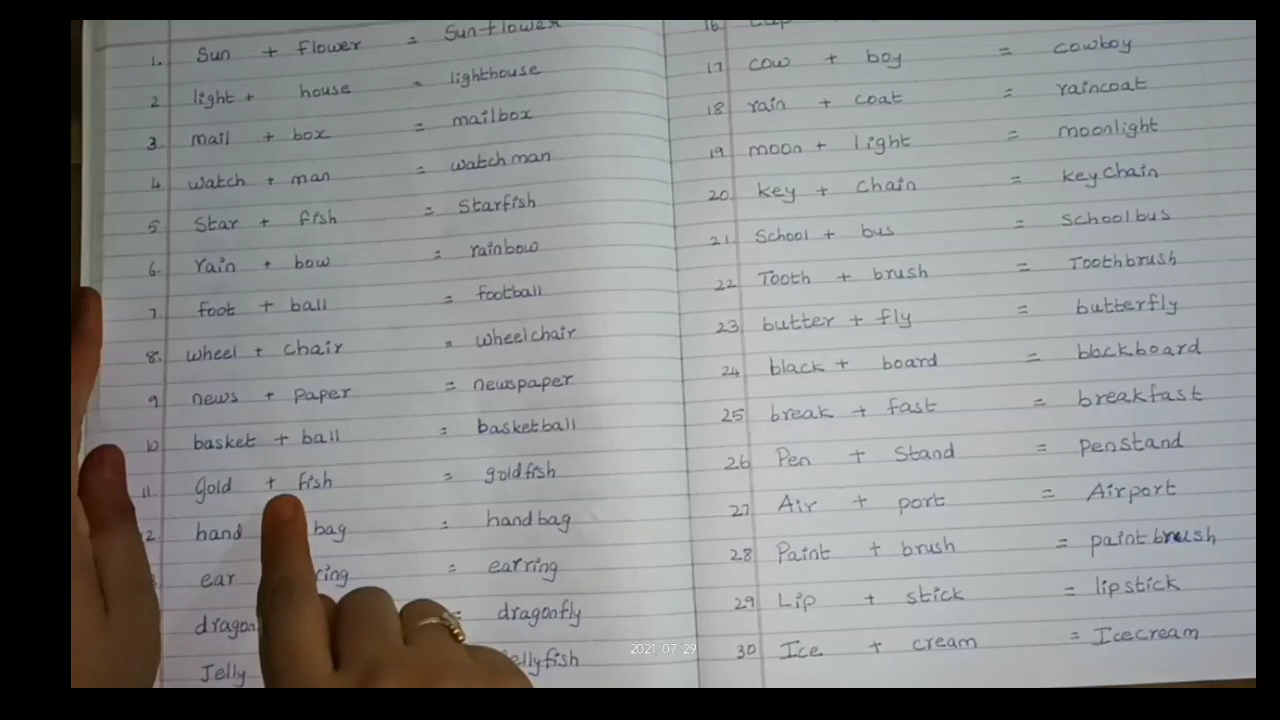 1. Sun + flower = Sunflower
2 light + house = lighthouse
3. mail + box = mailbox
4. watch + man = watchman
5 Star + fish = Starfish
6. rain + bow = rainbow
7. foot + ball = football
8. wheel + chair = wheelchair
9 news + paper = newspaper
10 basket + ball = basketball
11 gold + fish = goldfish
2. hand bag = handbag
ear ring = earring
dragon = dragonfly
Jelly jellyfish
16.
17 cow + boy = cowboy
18 rain + coat = raincoat
19 moon + light = moonlight
20 key + chain = keychain
21. School + bus = Schoolbus
22 Tooth + brush = Toothbrush
23 butter + fly = butterfly
24 black + board = blackboard
25 break + fast = breakfast
26 Pen + Stand = penstand
27 Air + port = Airport
28 Paint + brush = paintbrush
29 Lip + stick = lipstick
30 Ice + cream = Icecream
2021 07 29